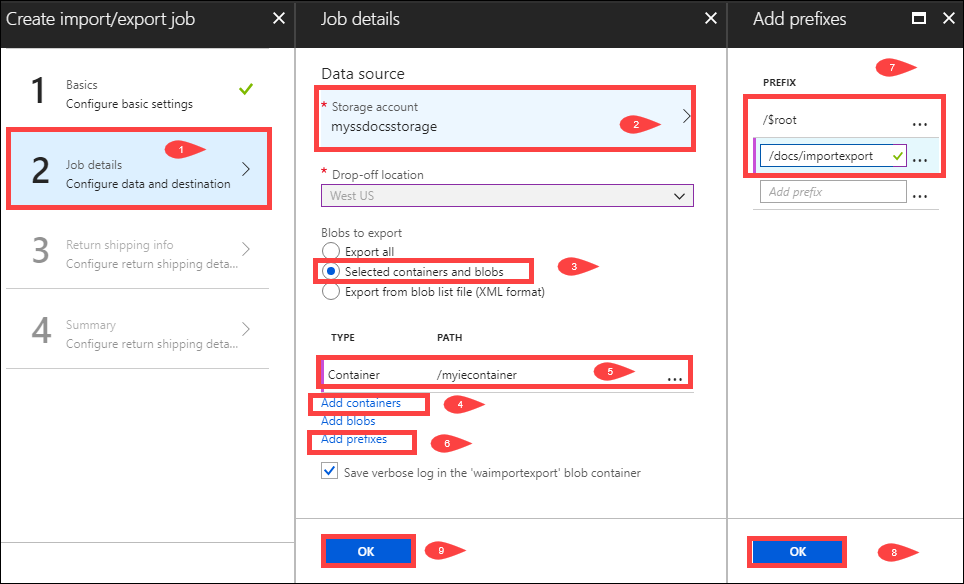 Create import/export job
1
Basics
Configure basic settings
2
Job details
Configure data and destination
1
3
Return shipping info
Configure return shipping deta...
4
Summary
Configure return shipping deta...
Job details
Data source
* Storage account
myssdocsstorage
2
* Drop-off location
West US
Blobs to export
Export all
Selected containers and blobs
3
Export from blob list file (XML format)
TYPE PATH
Container /myiecontainer 5 ...
Add containers 4
Add blobs
Add prefixes 6
Save verbose log in the 'waimportexport' blob container
OK 9
Add prefixes
7
PREFIX
/$root ...
/docs/importexport ...
Add prefix ...
OK 8